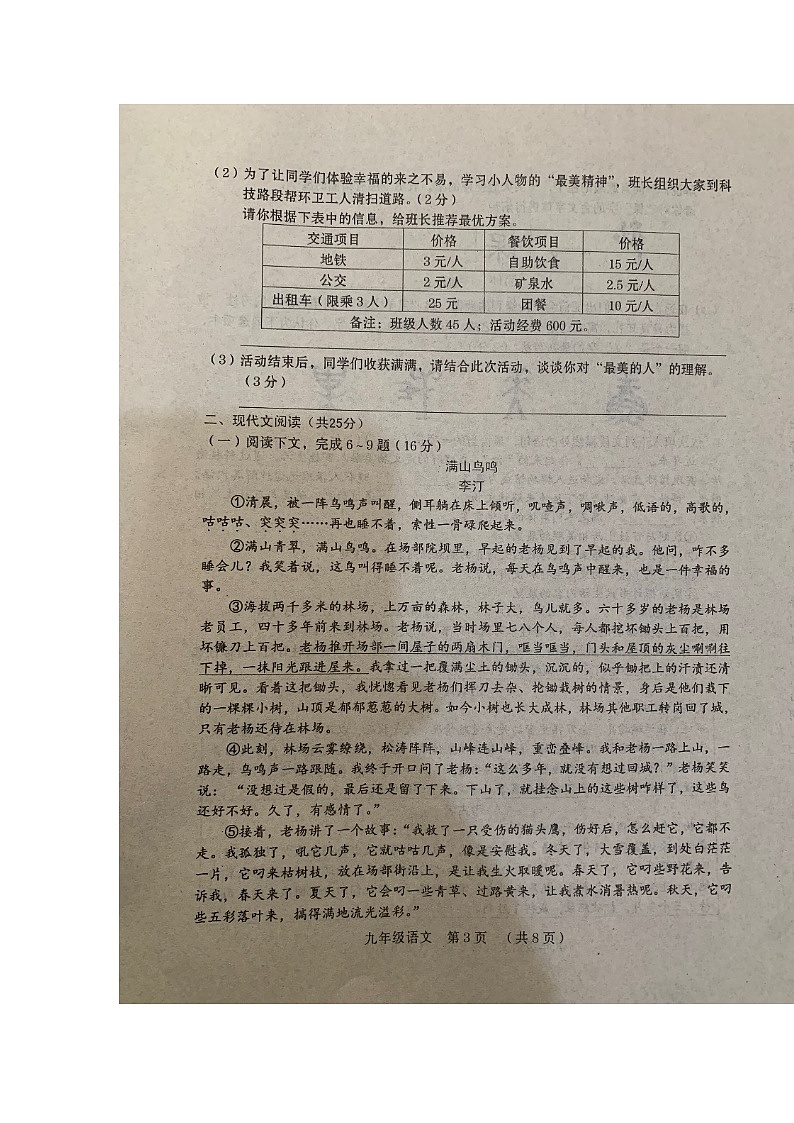 （2）为了让同学们体验幸福的来之不易，学习小人物的“最美精神”，班长组织大家到科
技路段帮环卫工人清扫道路。（2分）
请你根据下表中的信息，给班长推荐最优方案。
交通项目 价格 餐饮项目 价格
地铁 3元/人 自助饮食 15元/人
公交 2元/人 矿泉水 2.5元/人
出租车（限乘3人） 25元 团餐 10元/人
备注：班级人数45人；活动经费600元。
（3）活动结束后，同学们收获满满，请结合此次活动，谈谈你对“最美的人”的理解。
（3分）
二、现代文阅读（共25分）
（一）阅读下文，完成6~9题（16分）
满山鸟鸣
李汀
①清晨，被一阵鸟鸣声叫醒，侧耳躺在床上倾听，叽喳声，啁啾声，低语的，高歌的，
咕咕咕、突突突……再也睡不着，索性一骨碌爬起来。
②满山青翠，满山鸟鸣。在场部院坝里，早起的老杨见到了早起的我。他问，咋不多
睡会儿？我笑着说，这鸟叫得睡不着呢。老杨说，每天在鸟鸣声中醒来，也是一件幸福的
事。
③海拔两千多米的林场，上万亩的森林，林子大，鸟儿就多。六十多岁的老杨是林场
老员工，四十多年前来到林场。老杨说，当时场里七八个人，每人都挖坏锄头上百把，用
坏镰刀上百把。老杨推开场部一间屋子的两扇木门，哐当哐当，门头和屋顶的灰尘唰唰往
下掉，一抹阳光跟进屋来。我拿过一把覆满尘土的锄头，沉沉的，似乎锄把上的汗渍还清
晰可见。看着这把锄头，我恍惚看见老杨们挥刀去杂、抡锄栽树的情景，身后是他们栽下
的一棵棵小树，山顶是郁郁葱葱的大树。如今小树也长大成林，林场其他职工转岗回了城，
只有老杨还待在林场。
④此刻，林场云雾缭绕，松涛阵阵，山峰连山峰，重峦叠峰。我和老杨一路上山，一
路走，鸟鸣声一路跟随。我终于开口问了老杨：“这么多年，就没有想过回城？”老杨笑笑
说：“没想过是假的，最后还是留了下来。下山了，就挂念山上的这些树咋样了，这些鸟
还好不好。久了，有感情了。”
⑤接着，老杨讲了一个故事：“我救了一只受伤的猫头鹰，伤好后，怎么赶它，它都不
走。我孤独了，吼它几声，它就咕咕几声，像是安慰我。冬天了，大雪覆盖，到处白茫茫
一片，它叼来枯树枝，放在场部街沿上，是让我生火取暖呢。春天了，它叼些野花来，告
诉我，春天来了。夏天了，它会叼一些青草、过路黄来，让我煮水消暑热呢。秋天，它叼
些五彩落叶来，搞得满地流光溢彩。”
九年级语文 第3页 （共8页）